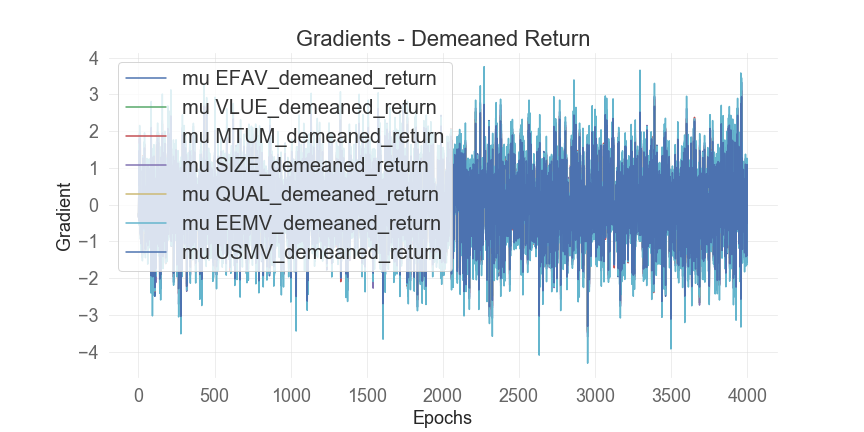 Gradients - Demeaned Return
4
3
2
1
0
−1
−2
−3
−4
Gradient
mu EFAV_demeaned_return
mu VLUE_demeaned_return
mu MTUM_demeaned_return
mu SIZE_demeaned_return
mu QUAL_demeaned_return
mu EEMV_demeaned_return
mu USMV_demeaned_return
0 500 1000 1500 2000 2500 3000 3500 4000
Epochs